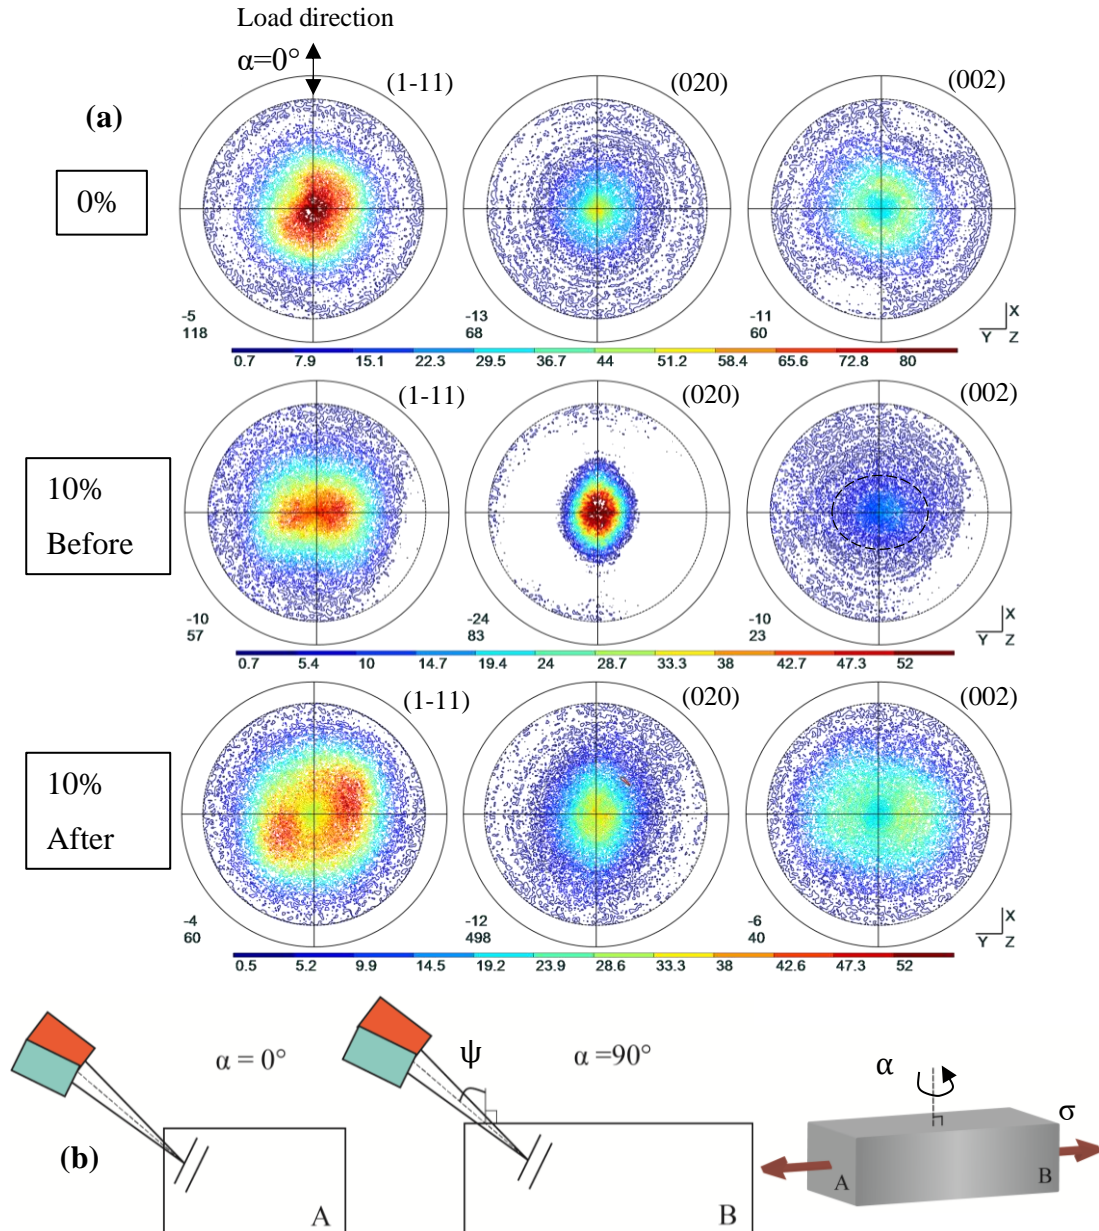 Load direction
α=0°
(a)
(1-11)
(020)
(002)
0%
-5
118
-13
68
-11
60
X
Y Z
0.7 7.9 15.1 22.3 29.5 36.7 44 51.2 58.4 65.6 72.8 80
(1-11)
(020)
(002)
10%
Before
-10
57
-24
83
-10
23
X
Y Z
0.7 5.4 10 14.7 19.4 24 28.7 33.3 38 42.7 47.3 52
(1-11)
(020)
(002)
10%
After
-4
60
-12
498
-6
40
X
Y Z
0.5 5.2 9.9 14.5 19.2 23.9 28.6 33.3 38 42.6 47.3 52
α = 0°
ψ
α =90°
α
σ
(b)
A
B
A
B